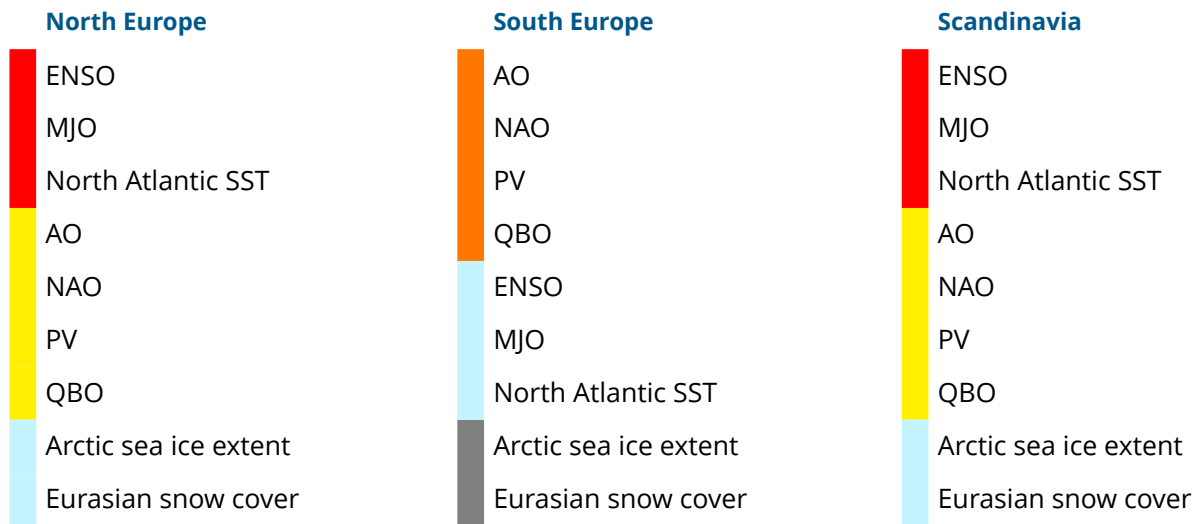 North Europe
ENSO
MJO
North Atlantic SST
AO
NAO
PV
QBO
Arctic sea ice extent
Eurasian snow cover
South Europe
AO
NAO
PV
QBO
ENSO
MJO
North Atlantic SST
Arctic sea ice extent
Eurasian snow cover
Scandinavia
ENSO
MJO
North Atlantic SST
AO
NAO
PV
QBO
Arctic sea ice extent
Eurasian snow cover